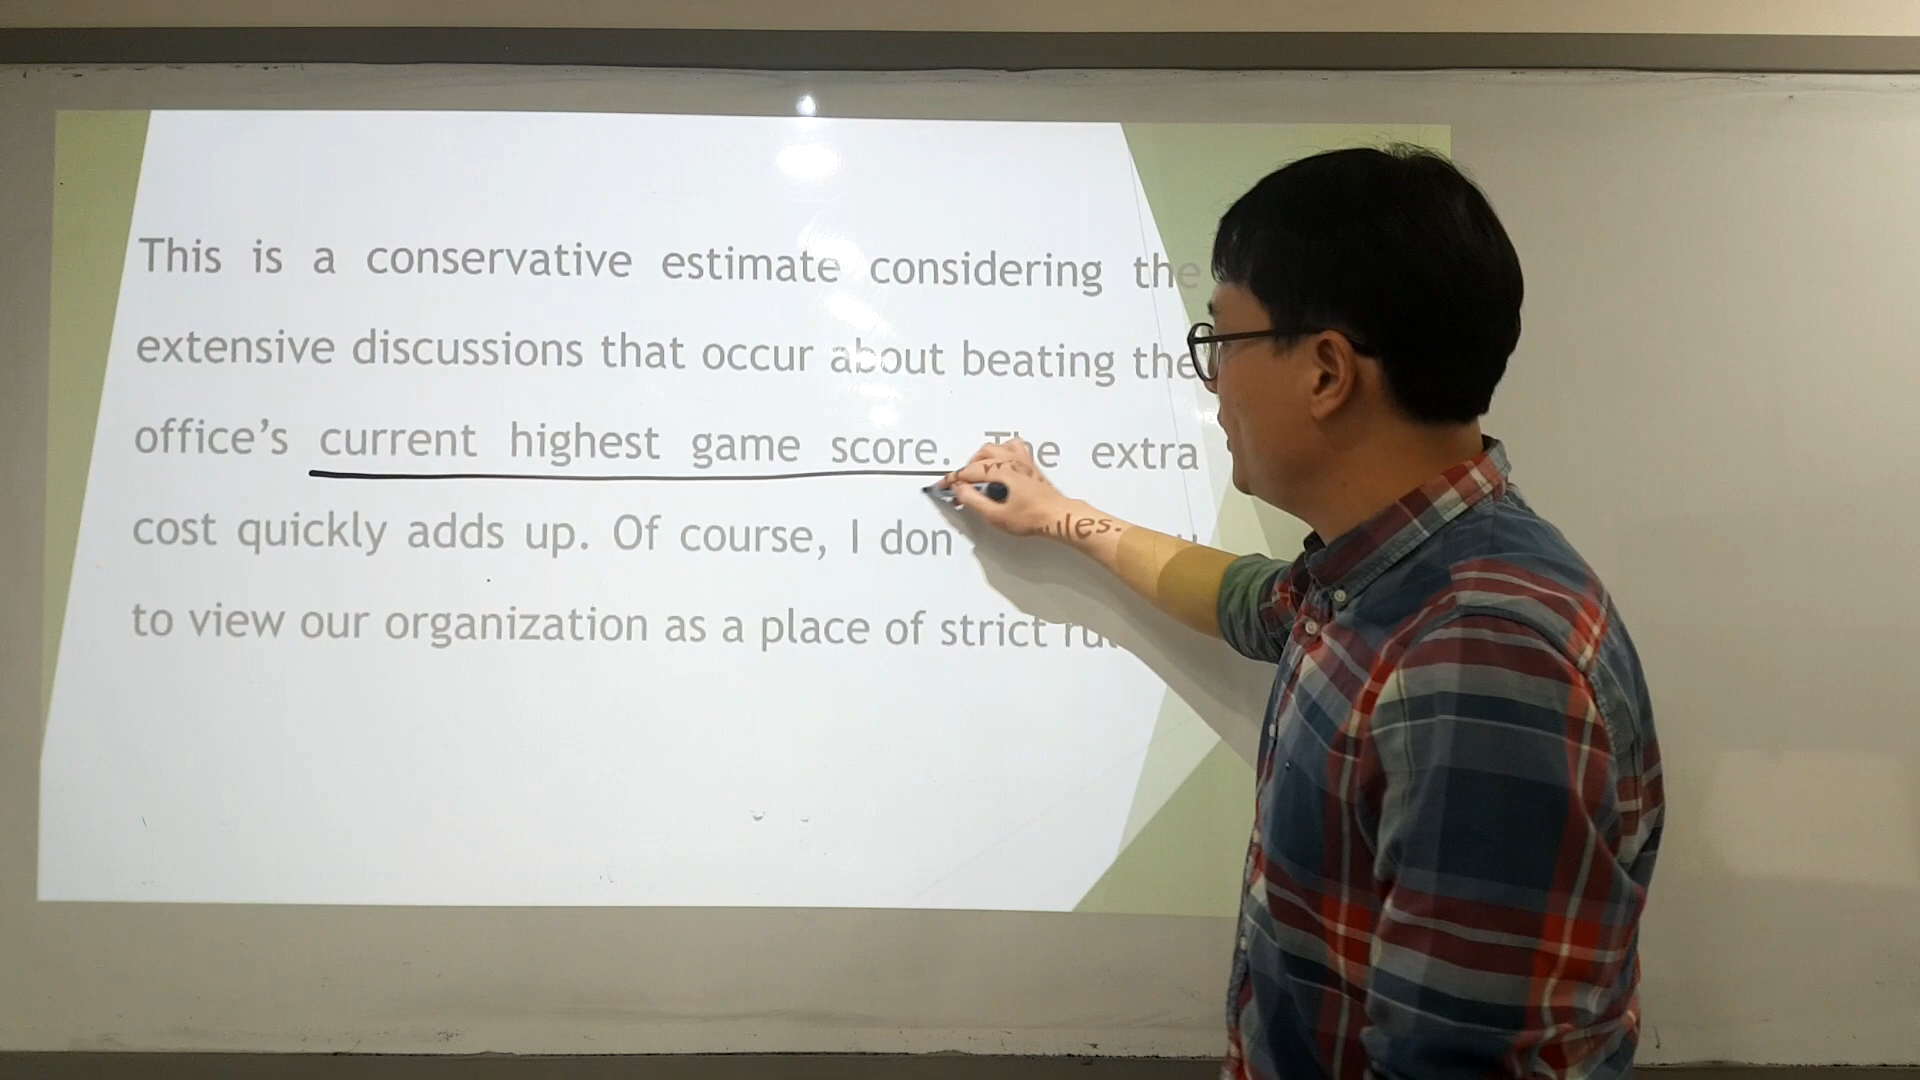 This is a conservative estimate considering the
extensive discussions that occur about beating the
office's current highest game score. The extra
cost quickly adds up. Of course, I don
to view our organization as a place of strict